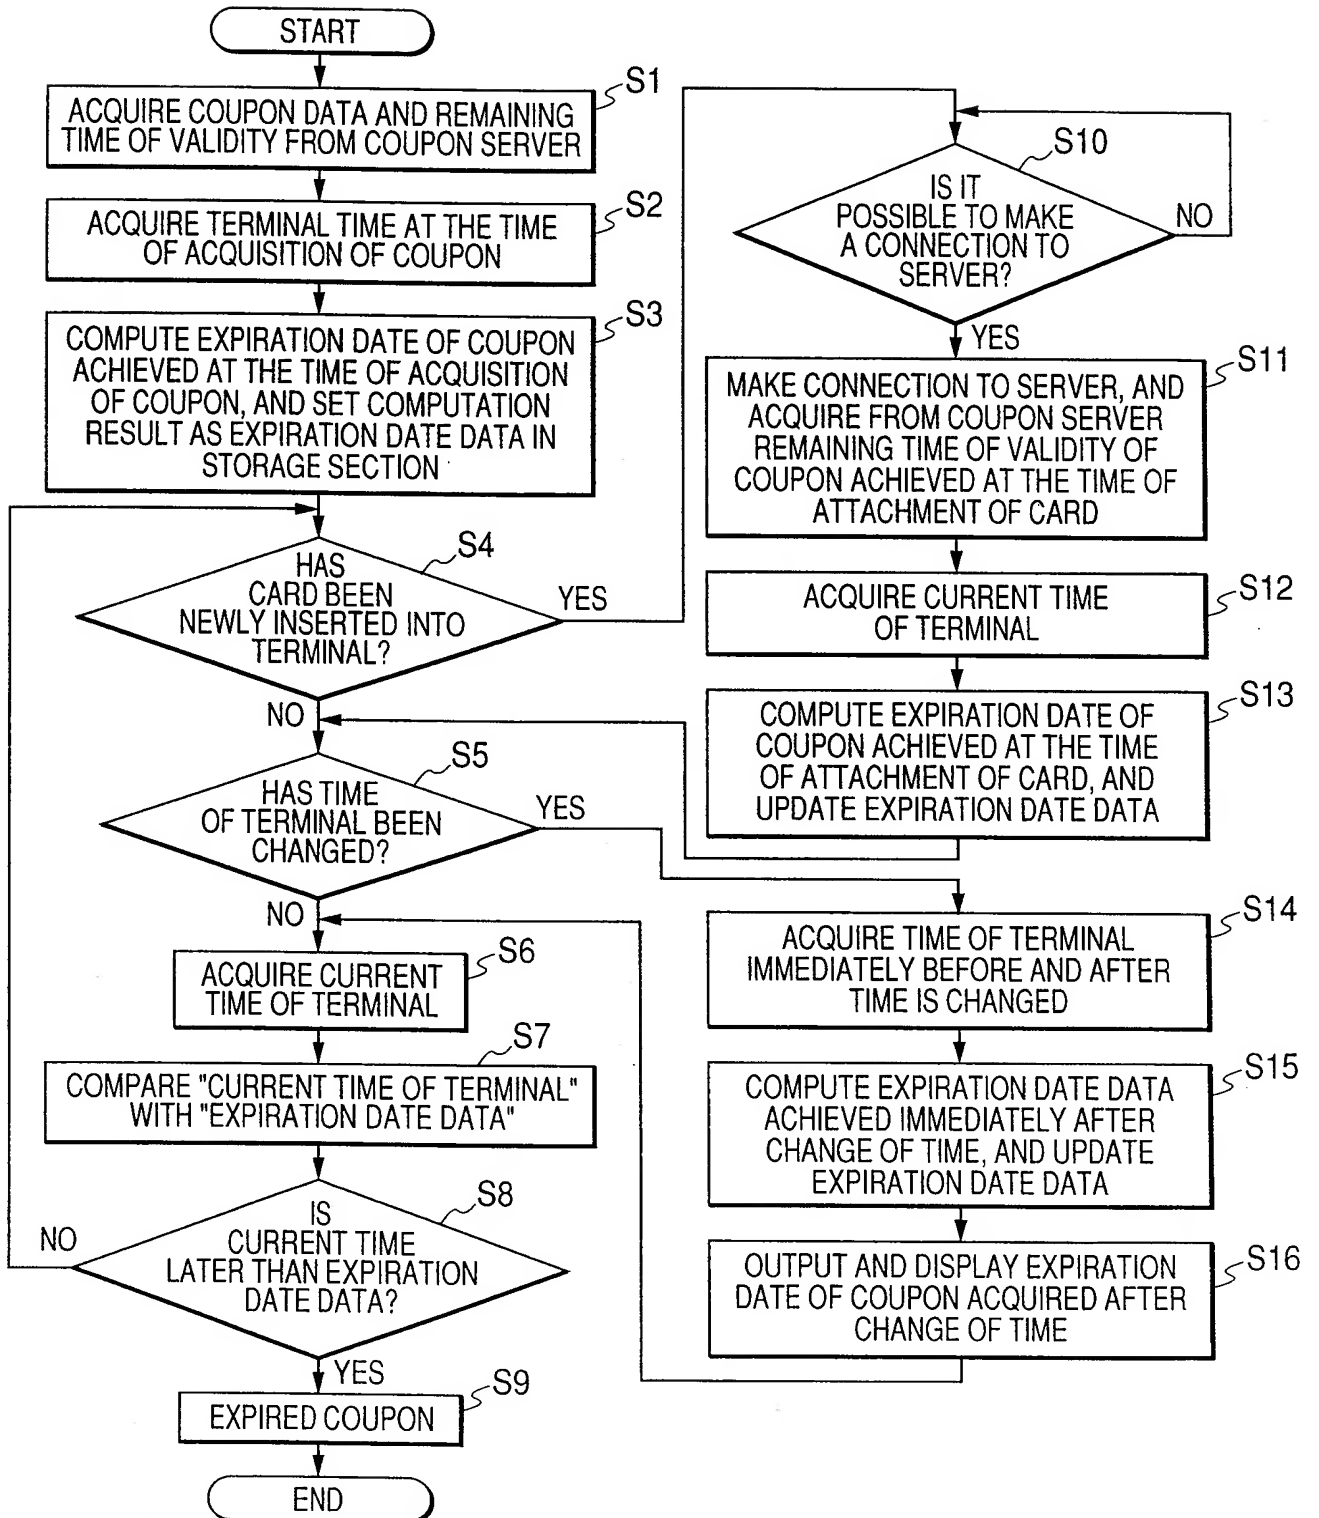 START
S1
ACQUIRE COUPON DATA AND REMAINING
TIME OF VALIDITY FROM COUPON SERVER
S2
ACQUIRE TERMINAL TIME AT THE TIME
OF ACQUISITION OF COUPON
S3
COMPUTE EXPIRATION DATE OF COUPON
ACHIEVED AT THE TIME OF ACQUISITION
OF COUPON, AND SET COMPUTATION
RESULT AS EXPIRATION DATE DATA IN
STORAGE SECTION
S4
HAS
CARD BEEN
NEWLY INSERTED INTO
TERMINAL?
YES
NO
S5
HAS TIME
OF TERMINAL BEEN
CHANGED?
YES
NO
S6
ACQUIRE CURRENT
TIME OF TERMINAL
S7
COMPARE "CURRENT TIME OF TERMINAL"
WITH "EXPIRATION DATE DATA"
S8
IS
CURRENT TIME
LATER THAN EXPIRATION
DATE DATA?
NO
YES
S9
EXPIRED COUPON
END
S10
IS IT
POSSIBLE TO MAKE
A CONNECTION TO
SERVER?
NO
YES
S11
MAKE CONNECTION TO SERVER, AND
ACQUIRE FROM COUPON SERVER
REMAINING TIME OF VALIDITY OF
COUPON ACHIEVED AT THE TIME OF
ATTACHMENT OF CARD
S12
ACQUIRE CURRENT TIME
OF TERMINAL
S13
COMPUTE EXPIRATION DATE OF
COUPON ACHIEVED AT THE TIME
OF ATTACHMENT OF CARD, AND
UPDATE EXPIRATION DATE DATA
S14
ACQUIRE TIME OF TERMINAL
IMMEDIATELY BEFORE AND AFTER
TIME IS CHANGED
S15
COMPUTE EXPIRATION DATE DATA
ACHIEVED IMMEDIATELY AFTER
CHANGE OF TIME, AND UPDATE
EXPIRATION DATE DATA
S16
OUTPUT AND DISPLAY EXPIRATION
DATE OF COUPON ACQUIRED AFTER
CHANGE OF TIME